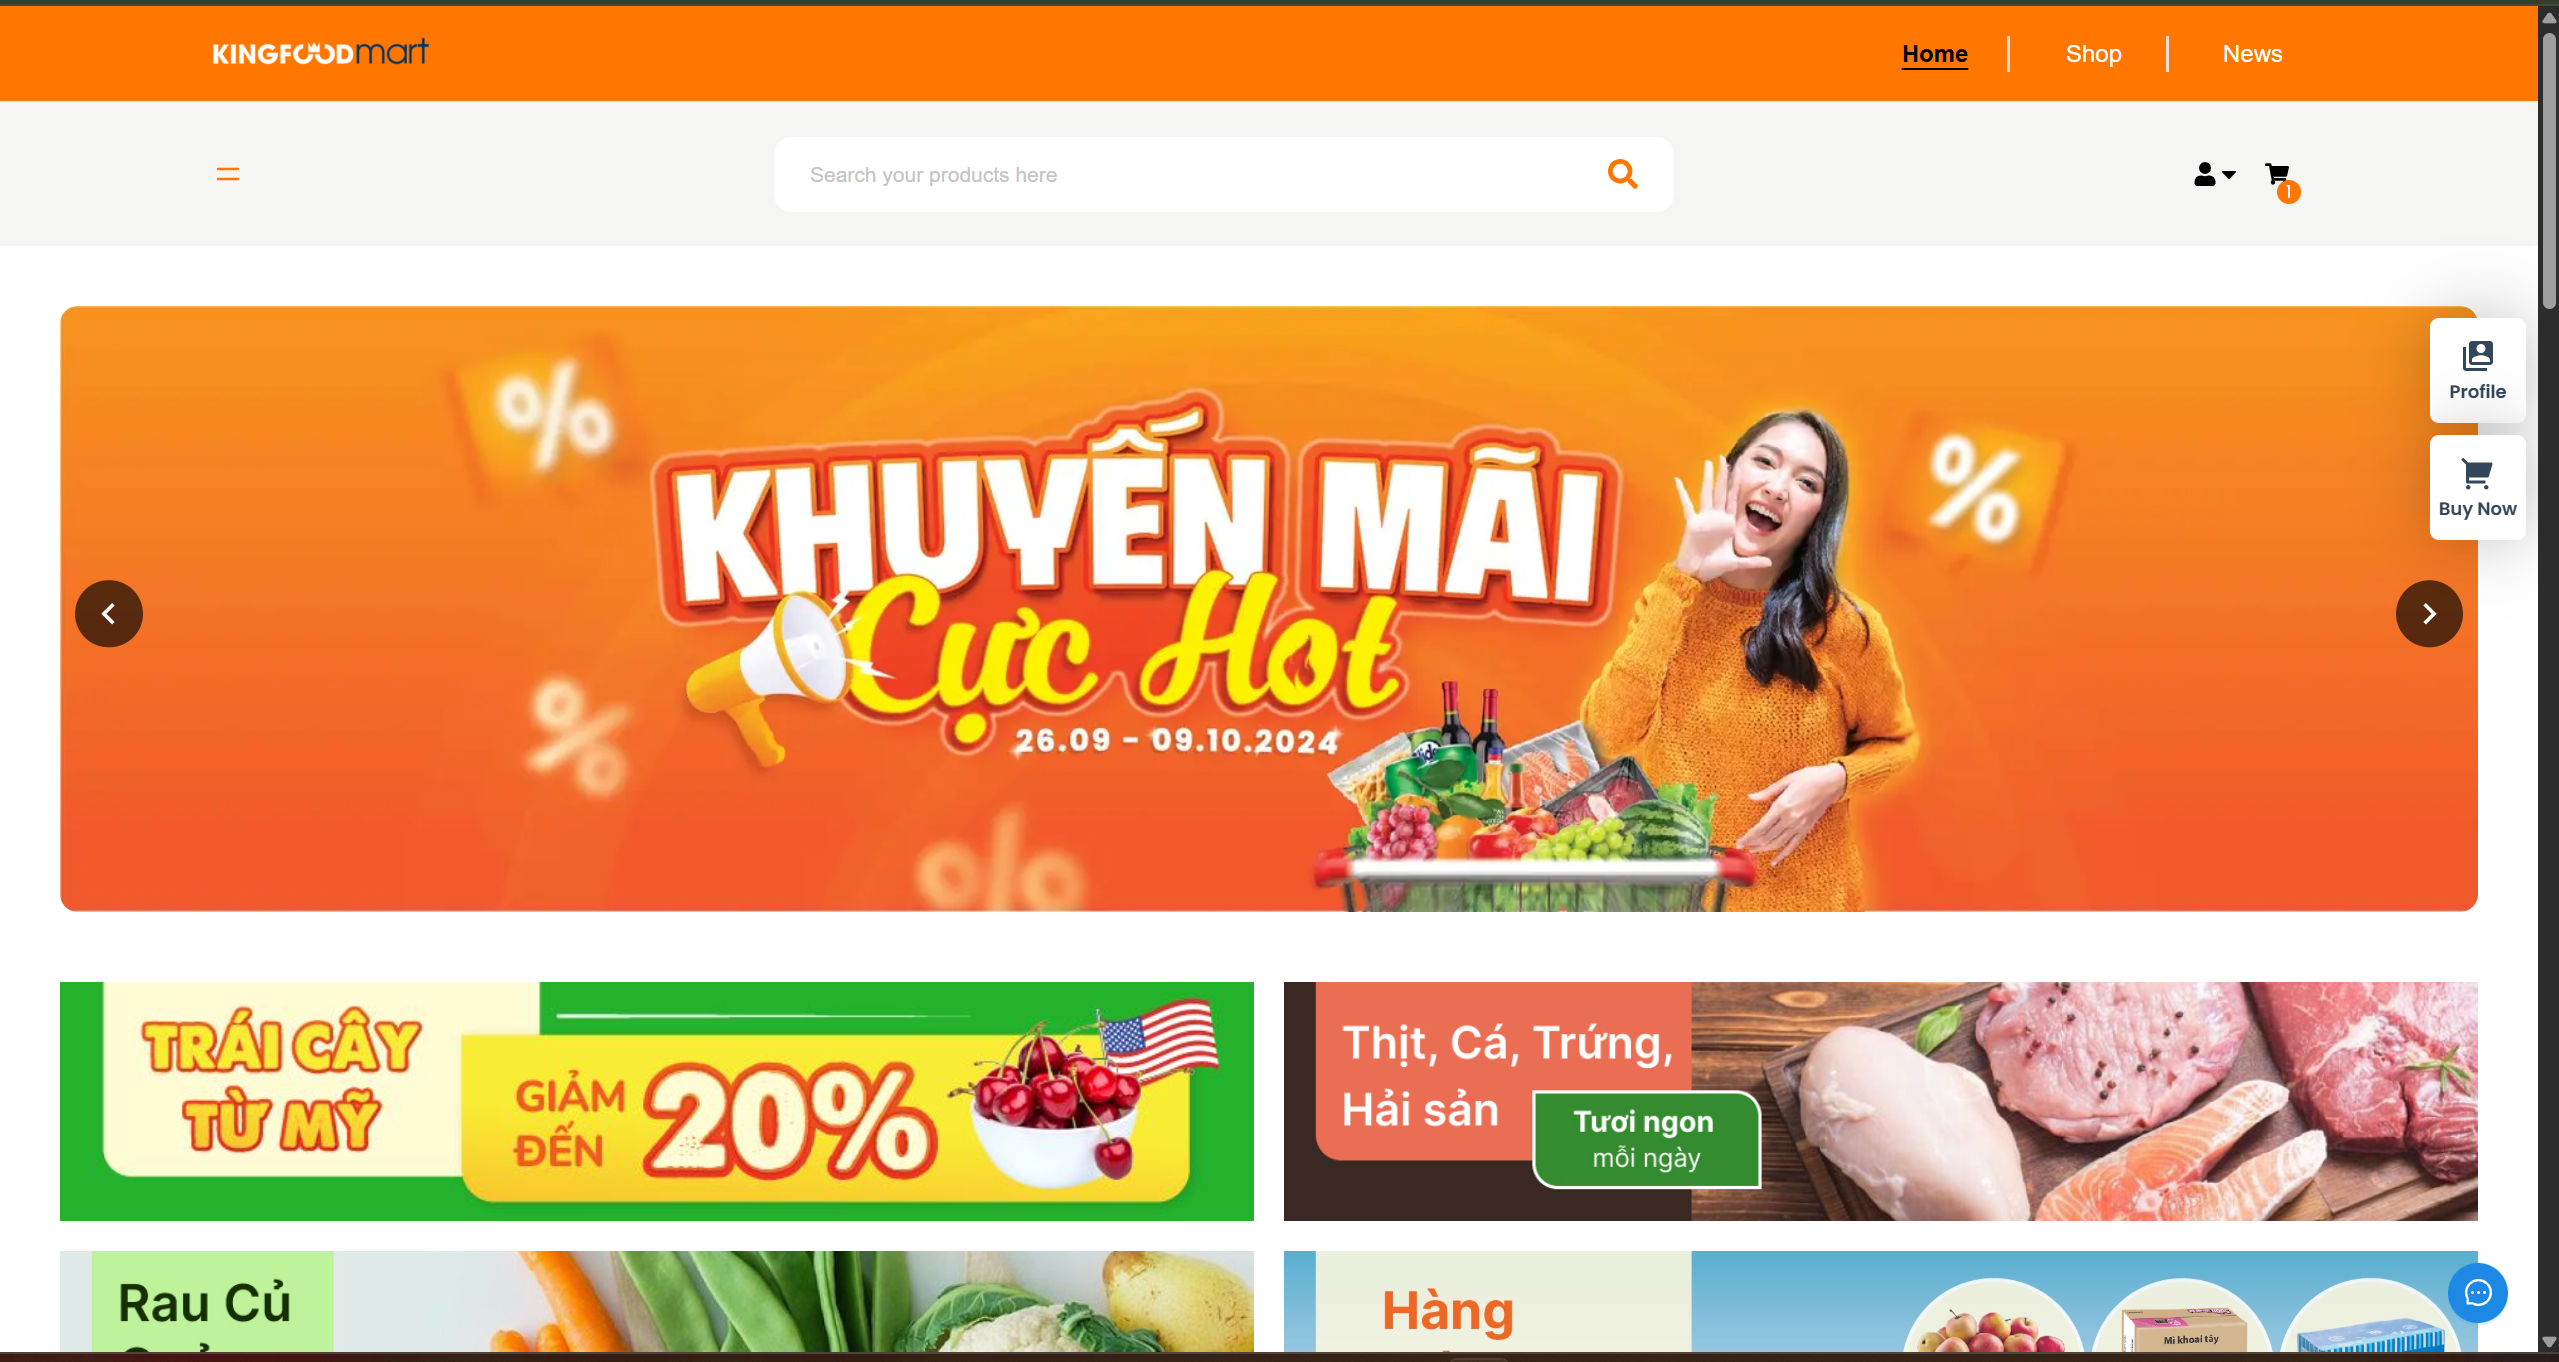 KINGFOODmart
Home
Shop
News
Search your products here
1
Profile
Buy Now
%
%
KHUYẾN MÃI
Cực Hot
26.09 - 09.10.2024
%
%
TRÁI CÂY
TỪ MỸ
GIẢM
ĐẾN
20%
Thịt, Cá, Trứng,
Hải sản
Tươi ngon
mỗi ngày
Rau Củ
Hàng
Mì khoai tây